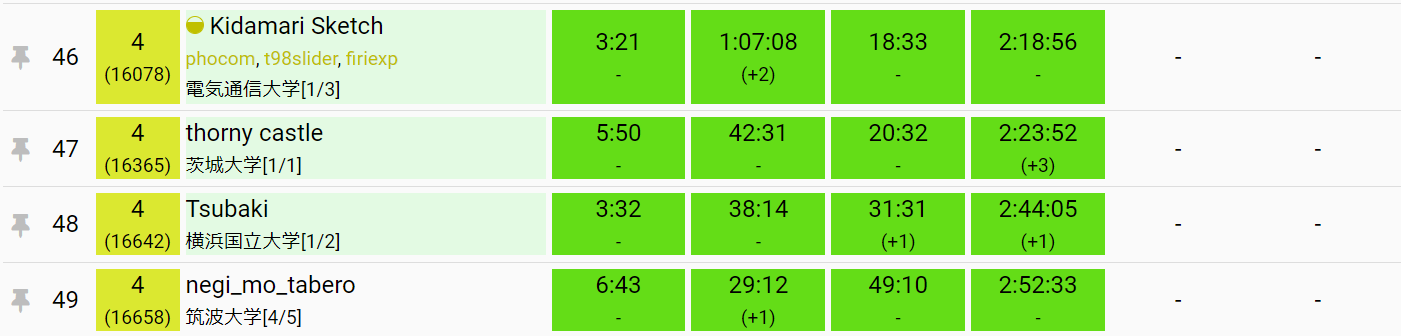 46 4 Kidamari Sketch 3:21 1:07:08 18:33 2:18:56 - -
(16078) phocom, t98slider, firiexp - (+2) - -
電気通信大学[1/3]
47 4 thorny castle 5:50 42:31 20:32 2:23:52 - -
(16365) 茨城大学[1/1] - - - (+3)
48 4 Tsubaki 3:32 38:14 31:31 2:44:05 - -
(16642) 横浜国立大学[1/2] - - (+1) (+1)
49 4 negi_mo_tabero 6:43 29:12 49:10 2:52:33 - -
(16658) 筑波大学[4/5] - (+1) - -